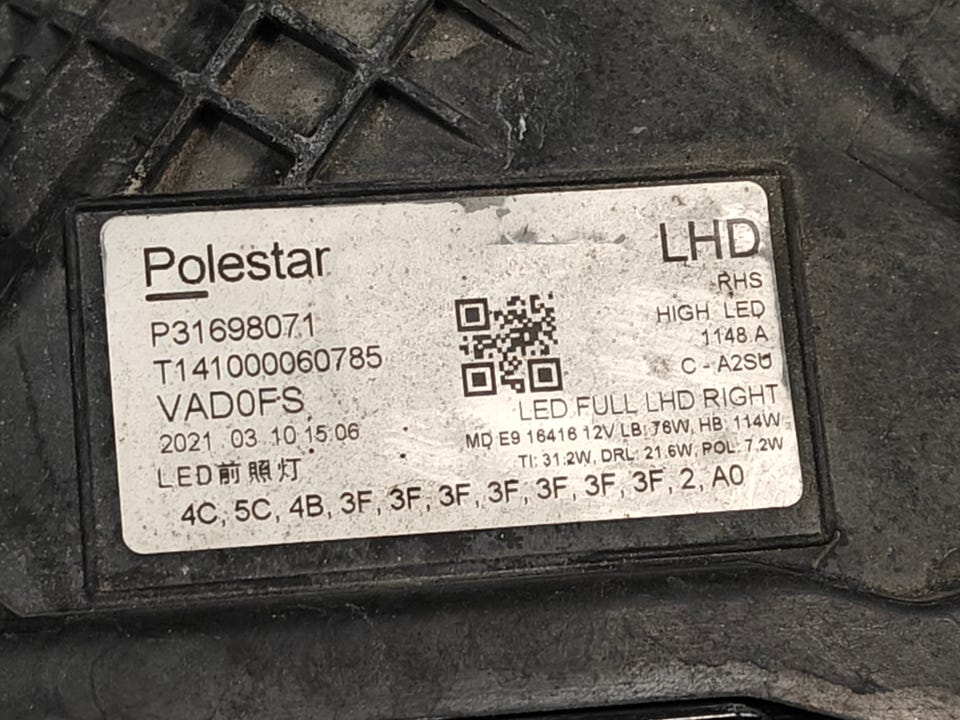 Polestar
LHD
RHS
P31698071
HIGH LED
T141000060785
1148.A
C - A2SU
VAD0FS
LED FULL LHD RIGHT
2021 03 10 15:06
MD E9 16416 12V LB: 76W, HB: 114W,
TI: 31.2W, DRL: 21.6W, POL: 7.2W
LED前照灯
4C, 5C, 4B, 3F, 3F, 3F, 3F, 3F, 3F, 3F, 2, A0